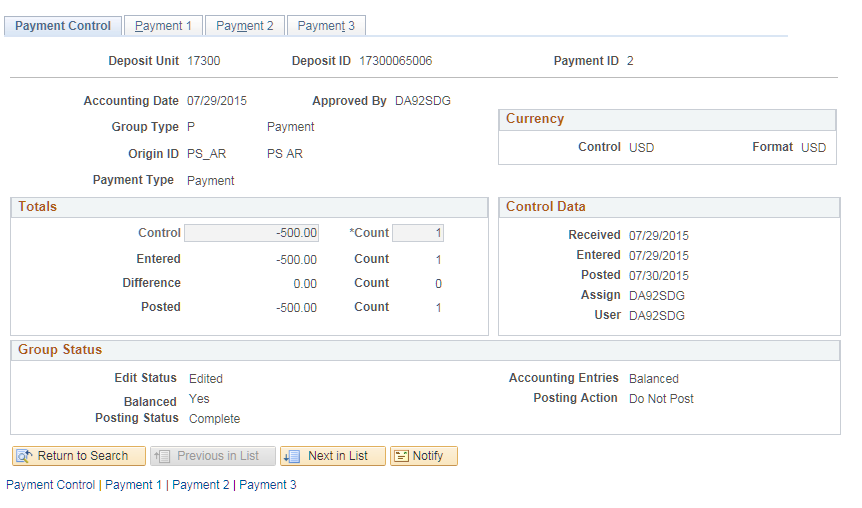 Payment Control Payment 1 Payment 2 Payment 3
Deposit Unit 17300 Deposit ID 17300065006 Payment ID 2
Accounting Date 07/29/2015 Approved By DA92SDG
Group Type P Payment
Origin ID PS_AR PS AR
Payment Type Payment
Currency
Control USD Format USD
Totals
Control -500.00 *Count 1
Entered -500.00 Count 1
Difference 0.00 Count 0
Posted -500.00 Count 1
Control Data
Received 07/29/2015
Entered 07/29/2015
Posted 07/30/2015
Assign DA92SDG
User DA92SDG
Group Status
Edit Status Edited Accounting Entries Balanced
Balanced Yes Posting Action Do Not Post
Posting Status Complete
Return to Search Previous in List Next in List Notify
Payment Control | Payment 1 | Payment 2 | Payment 3